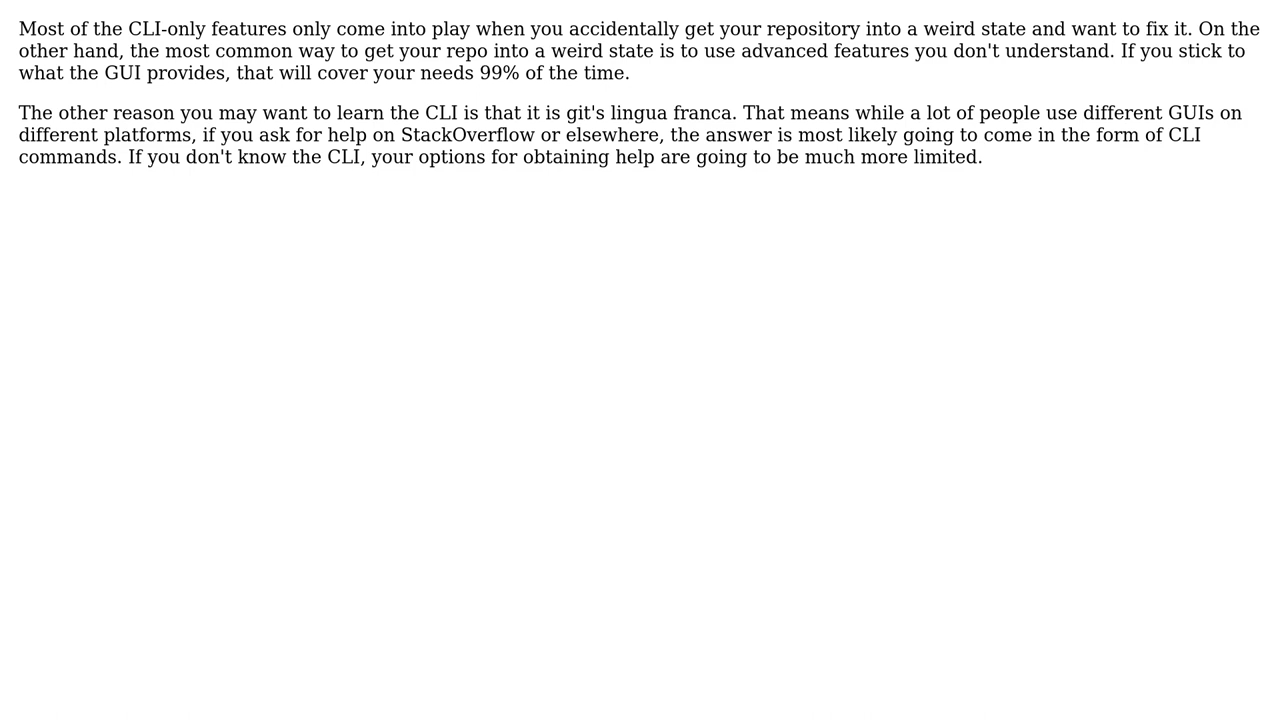 Most of the CLI-only features only come into play when you accidentally get your repository into a weird state and want to fix it. On the
other hand, the most common way to get your repo into a weird state is to use advanced features you don't understand. If you stick to
what the GUI provides, that will cover your needs 99% of the time.
The other reason you may want to learn the CLI is that it is git's lingua franca. That means while a lot of people use different GUIs on
different platforms, if you ask for help on StackOverflow or elsewhere, the answer is most likely going to come in the form of CLI
commands. If you don't know the CLI, your options for obtaining help are going to be much more limited.